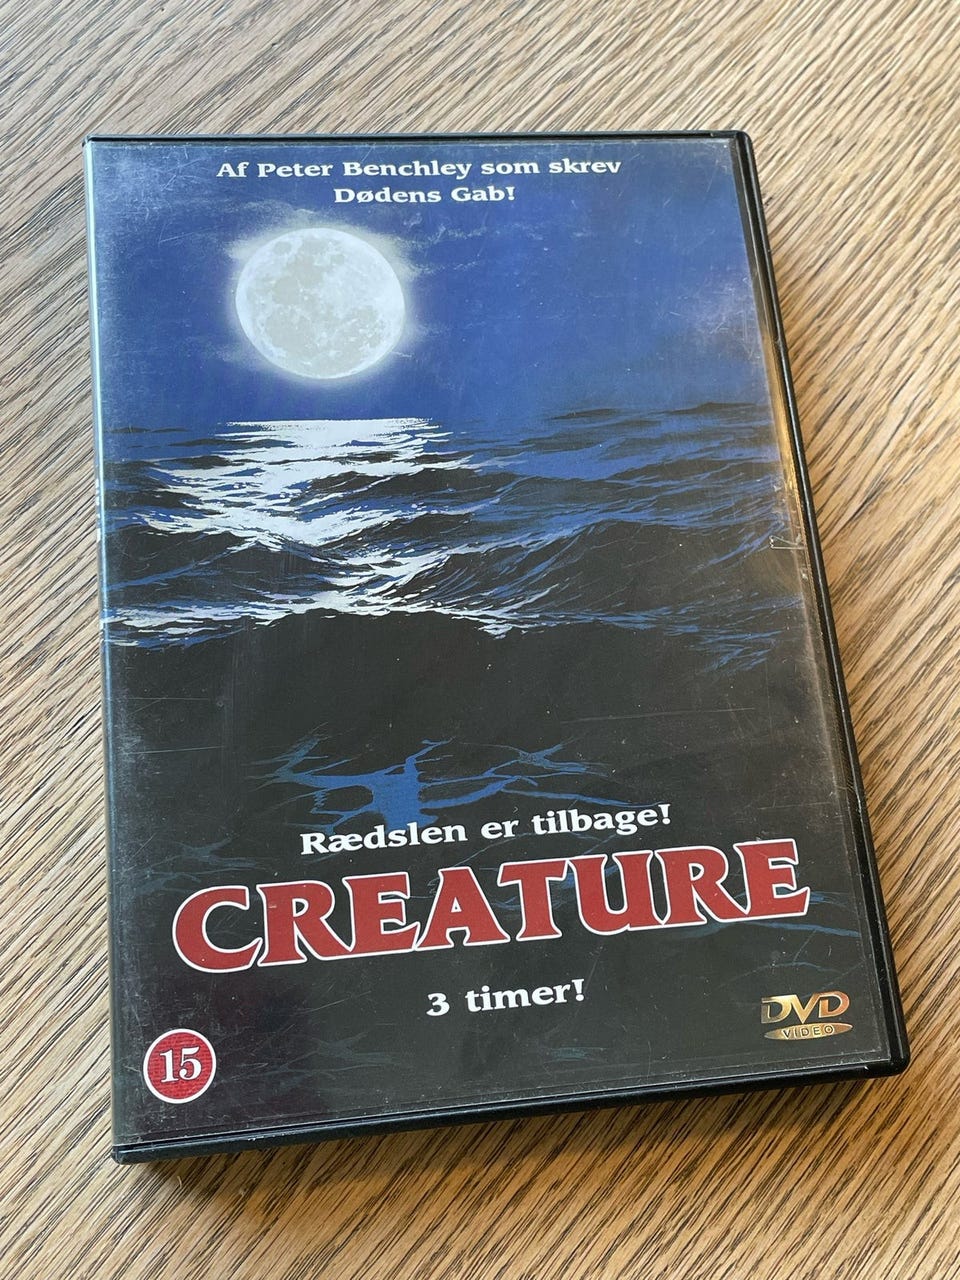 Af Peter Benchley som skrev
Dødens Gab!
Rædslen er tilbage!
CREATURE
3 timer!
15
DVD
VIDEO